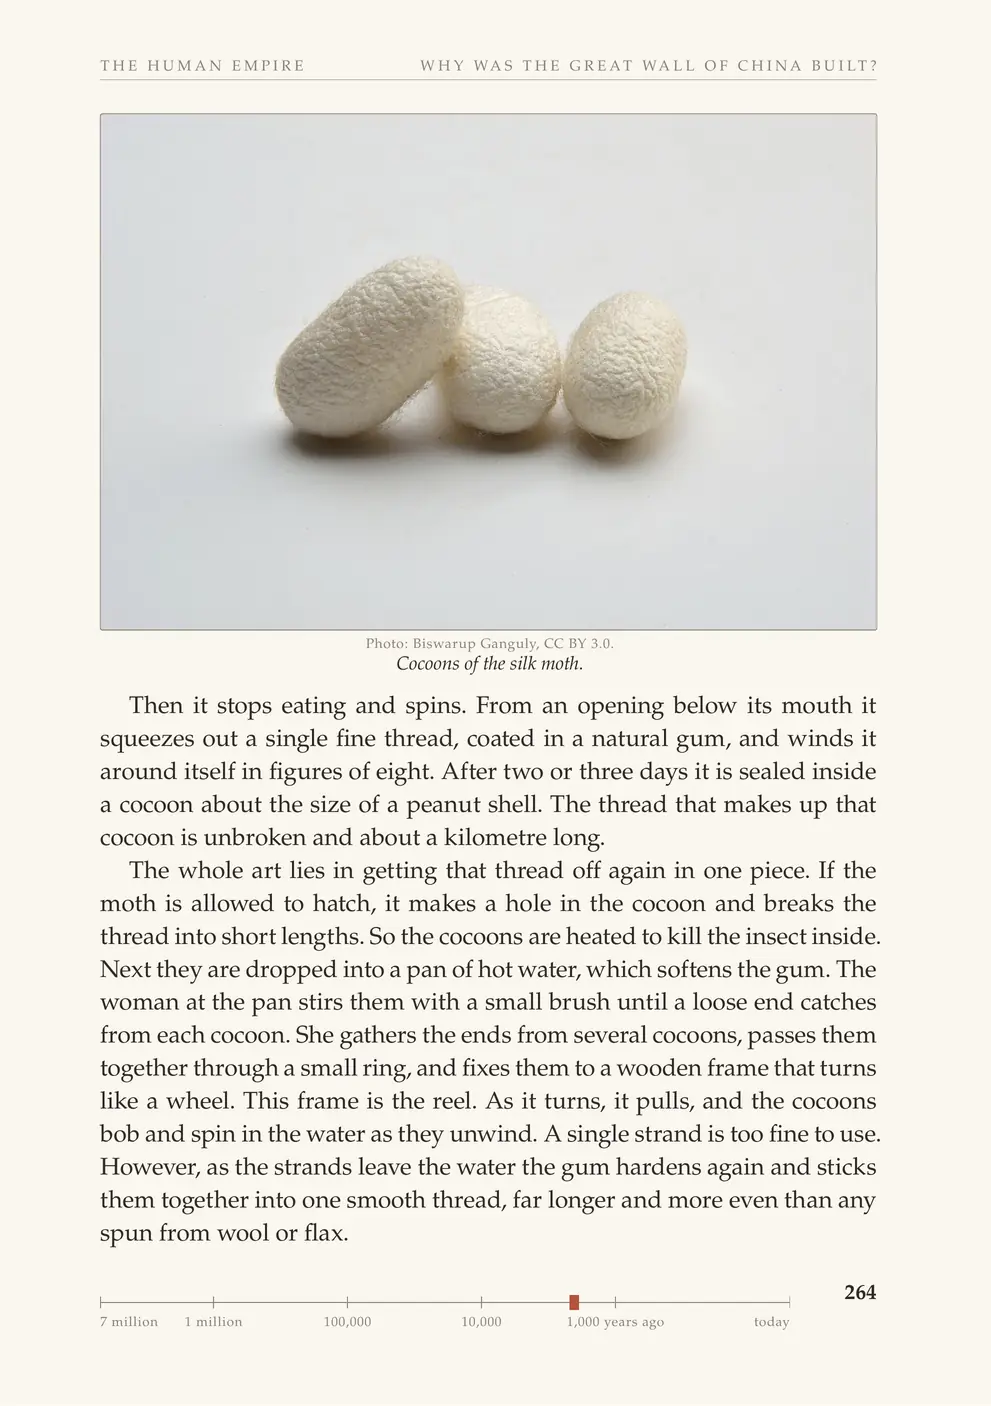 THE HUMAN EMPIRE
WHY WAS THE GREAT WALL OF CHINA BUILT?
Photo: Biswarup Ganguly, CC BY 3.0.
Cocoons of the silk moth.
Then it stops eating and spins. From an opening below its mouth it
squeezes out a single fine thread, coated in a natural gum, and winds it
around itself in figures of eight. After two or three days it is sealed inside
a cocoon about the size of a peanut shell. The thread that makes up that
cocoon is unbroken and about a kilometre long.
The whole art lies in getting that thread off again in one piece. If the
moth is allowed to hatch, it makes a hole in the cocoon and breaks the
thread into short lengths. So the cocoons are heated to kill the insect inside.
Next they are dropped into a pan of hot water, which softens the gum. The
woman at the pan stirs them with a small brush until a loose end catches
from each cocoon. She gathers the ends from several cocoons, passes them
together through a small ring, and fixes them to a wooden frame that turns
like a wheel. This frame is the reel. As it turns, it pulls, and the cocoons
bob and spin in the water as they unwind. A single strand is too fine to use.
However, as the strands leave the water the gum hardens again and sticks
them together into one smooth thread, far longer and more even than any
spun from wool or flax.
264
7 million 1 million 100,000 10,000 1,000 years ago today